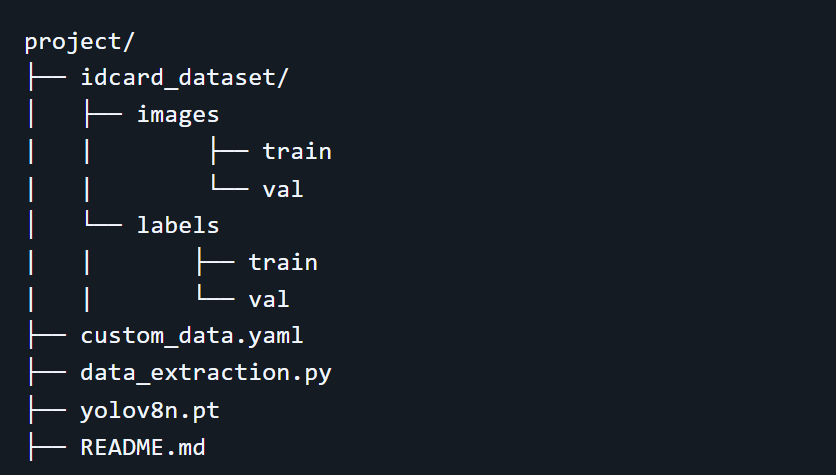 project/
├── idcard_dataset/
│   ├── images
|   |        ├── train
|   |        └── val
│   └── labels
|   |       ├── train
|   |       └── val
├── custom_data.yaml
├── data_extraction.py
├── yolov8n.pt
├── README.md